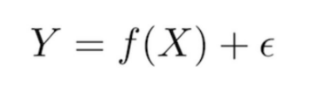 Y = f(X) + ϵ